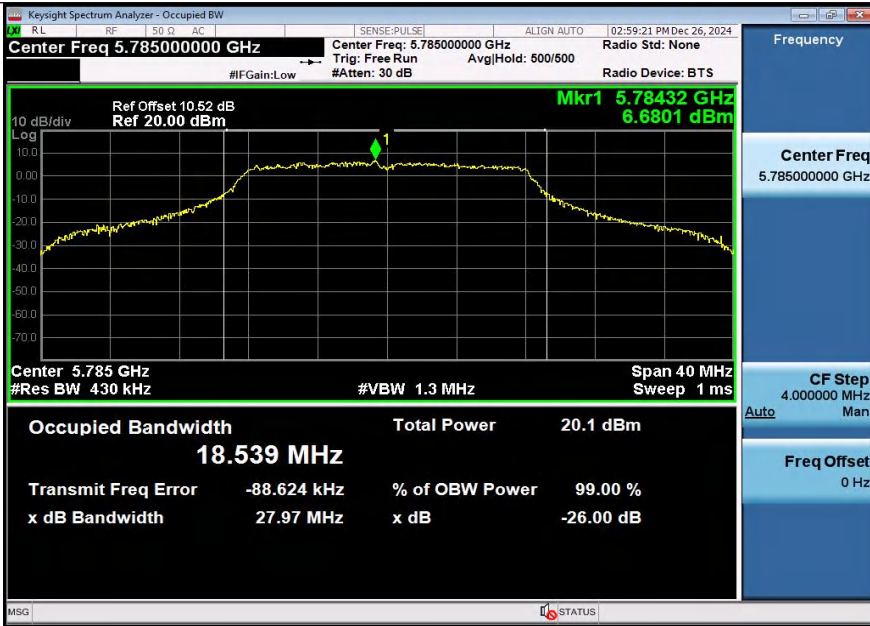 Keysight Spectrum Analyzer - Occupied BW
LXI RL RF 50 Ω AC SENSE:PULSE ALIGN AUTO 02:59:21 PM Dec 26, 2024
Center Freq 5.785000000 GHz
Center Freq: 5.785000000 GHz
Radio Std: None
Trig: Free Run Avg|Hold: 500/500
#IFGain:Low #Atten: 30 dB Radio Device: BTS
Frequency
Ref Offset 10.52 dB
Mkr1 5.78432 GHz
10 dB/div Ref 20.00 dBm 6.6801 dBm
Log
1
10.0
0.00
-10.0
-20.0
-30.0
-40.0
-50.0
-60.0
-70.0
Center 5.785 GHz Span 40 MHz
#Res BW 430 kHz #VBW 1.3 MHz Sweep 1 ms
Occupied Bandwidth Total Power 20.1 dBm
18.539 MHz
Transmit Freq Error -88.624 kHz % of OBW Power 99.00 %
x dB Bandwidth 27.97 MHz x dB -26.00 dB
Center Freq
5.785000000 GHz
CF Step
4.000000 MHz
Auto Man
Freq Offset
0 Hz
MSG STATUS